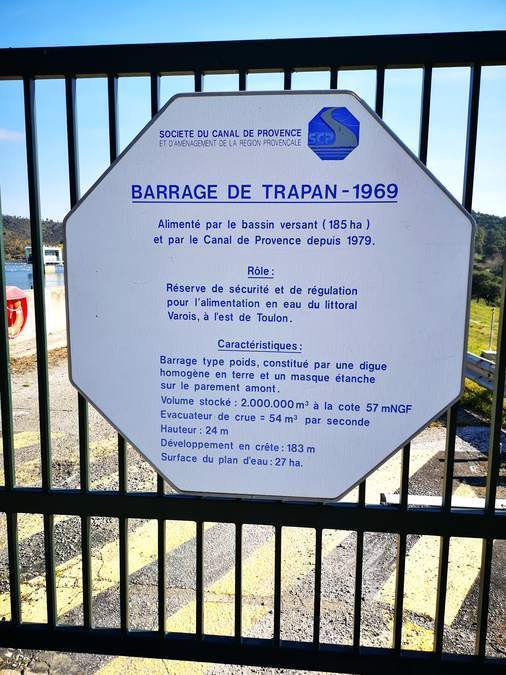 SOCIETE DU CANAL DE PROVENCE
ET D'AMENAGEMENT DE LA REGION PROVENCALE
SCP
BARRAGE DE TRAPAN - 1969
Alimenté par le bassin versant (185 ha)
et par le Canal de Provence depuis 1979.
Rôle :
Réserve de sécurité et de régulation
pour l'alimentation en eau du littoral
Varois, à l'est de Toulon.
Caractéristiques :
Barrage type poids, constitué par une digue
homogène en terre et un masque étanche
sur le parement amont.
Volume stocké : 2.000.000 m³ à la cote 57 mNGF
Evacuateur de crue = 54 m³ par seconde
Hauteur : 24 m
Développement en crête : 183 m
Surface du plan d'eau : 27 ha.